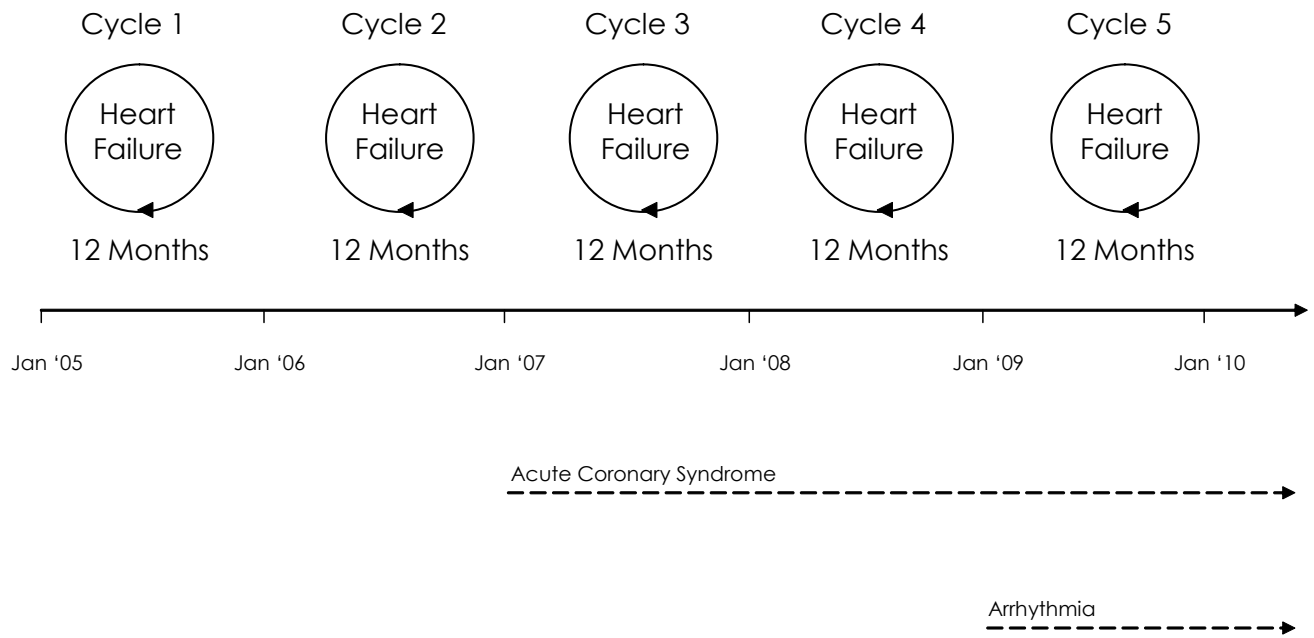 Cycle 1
Cycle 2
Cycle 3
Cycle 4
Cycle 5
Heart
Failure
Heart
Failure
Heart
Failure
Heart
Failure
Heart
Failure
12 Months
12 Months
12 Months
12 Months
12 Months
Jan ‘05
Jan ‘06
Jan ‘07
Jan ‘08
Jan ‘09
Jan ‘10
Acute Coronary Syndrome
Arrhythmia